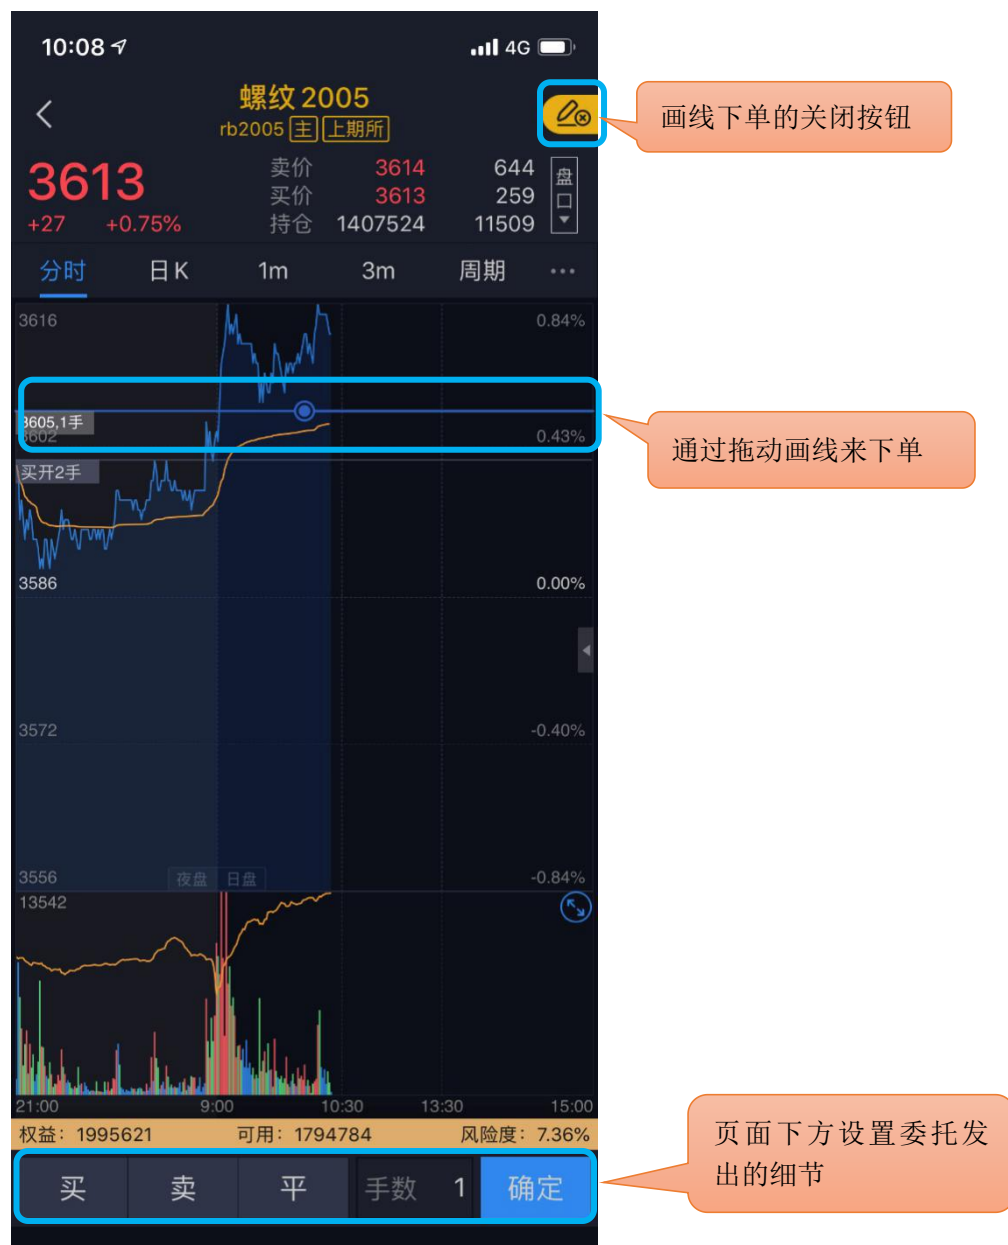 10:08
4G
螺纹 2005
rb2005 主 上期所
画线下单的关闭按钮
3613
+27 +0.75%
卖价 3614 644
买价 3613 259
持仓 1407524 11509
盘口
分时 日K 1m 3m 周期 ...
3616 0.84%
3605,1手
3602 0.43%
通过拖动画线来下单
买开2手
3586 0.00%
3572 -0.40%
3556 夜盘 日盘 -0.84%
13542
21:00 9:00 10:30 13:30 15:00
权益：1995621 可用：1794784 风险度：7.36%
页面下方设置委托发
出的细节
买 卖 平 手数 1 确定